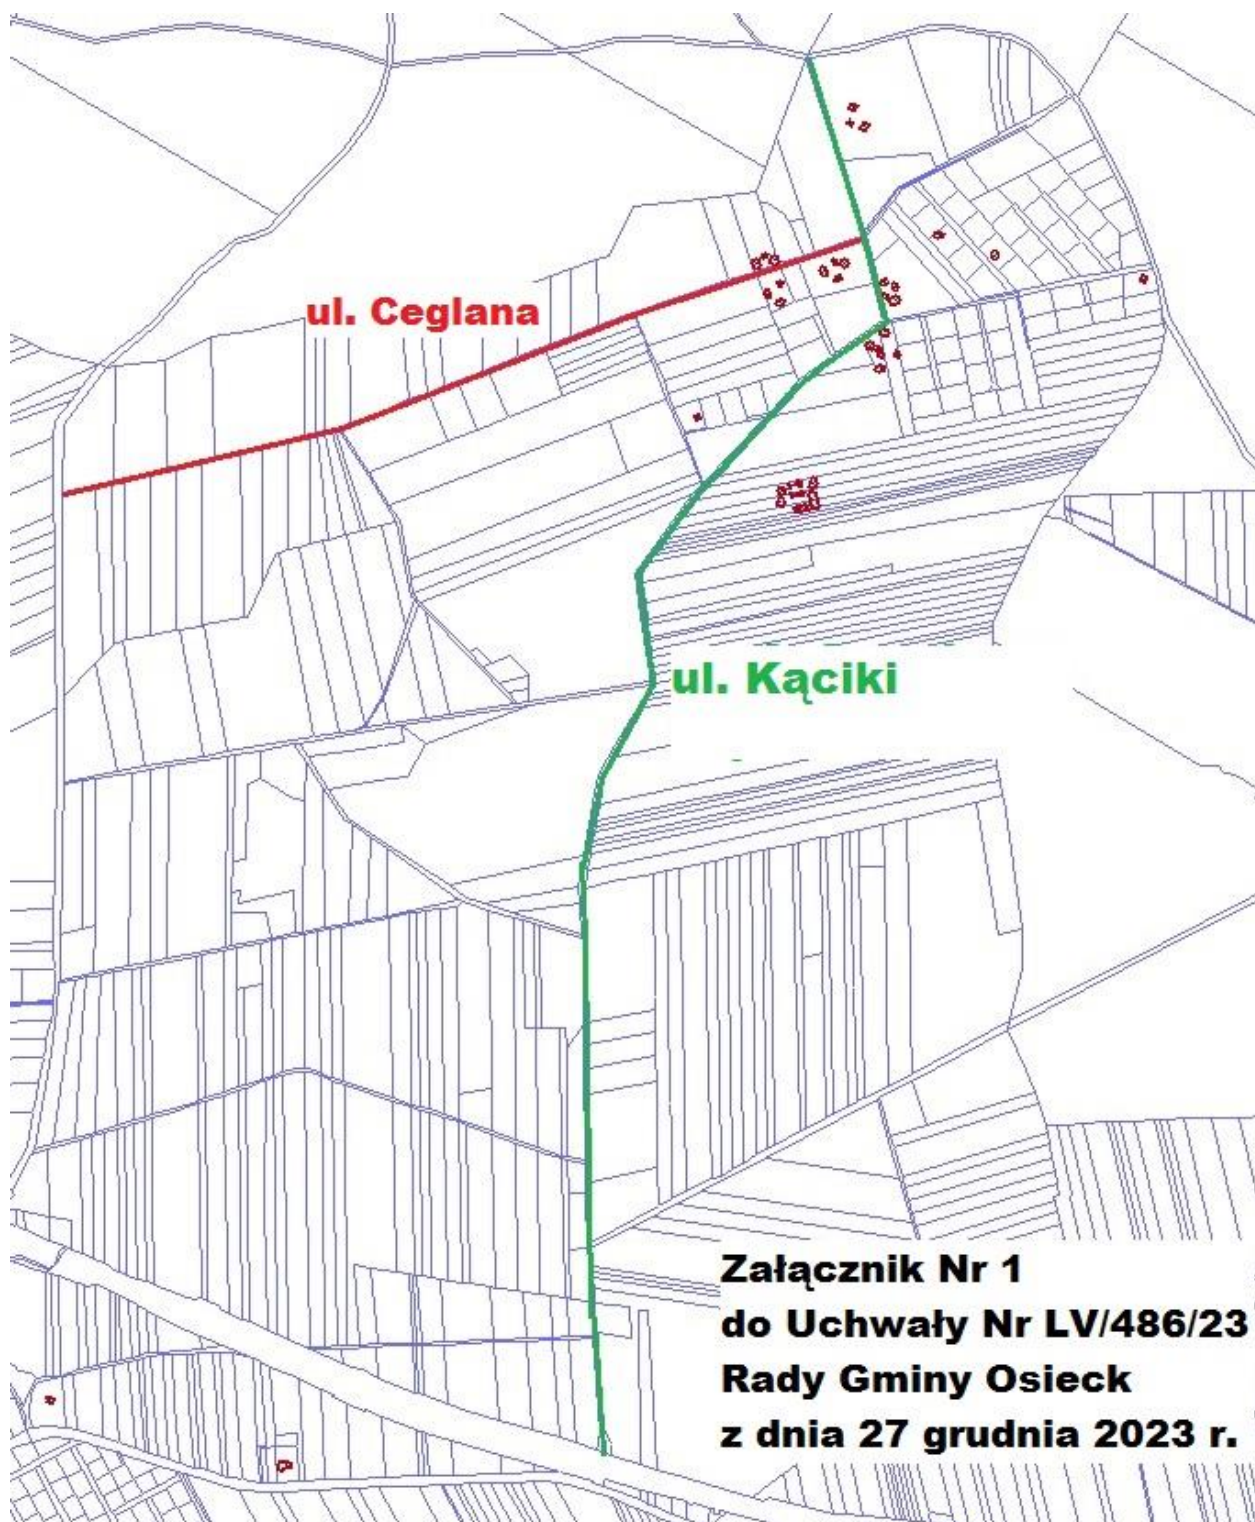 ul. Ceglana
ul. Kąciki
Załącznik Nr 1
do Uchwały Nr LV/486/23
Rady Gminy Osieck
z dnia 27 grudnia 2023 r.